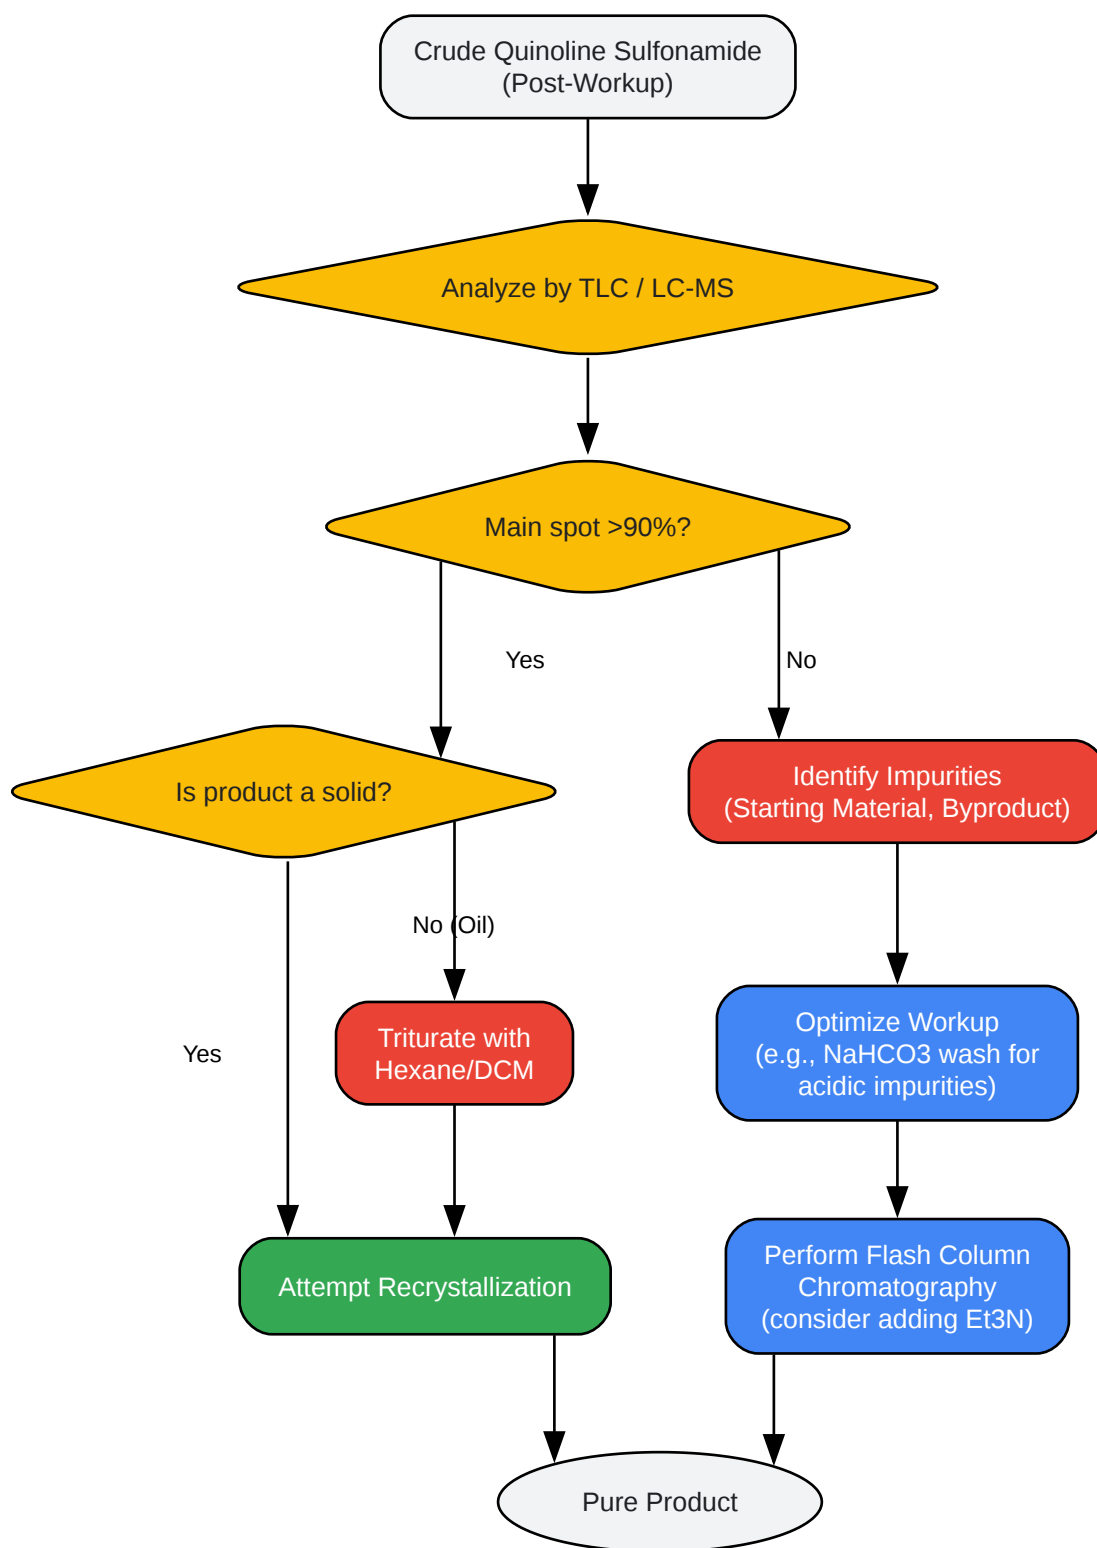 Crude Quinoline Sulfonamide
(Post-Workup)
Analyze by TLC / LC-MS
Main spot >90%?
Yes
No
Is product a solid?
Identify Impurities
(Starting Material, Byproduct)
No (Oil)
Optimize Workup
(e.g., NaHCO3 wash for
acidic impurities)
Triturate with
Hexane/DCM
Yes
Attempt Recrystallization
Perform Flash Column
Chromatography
(consider adding Et3N)
Pure Product